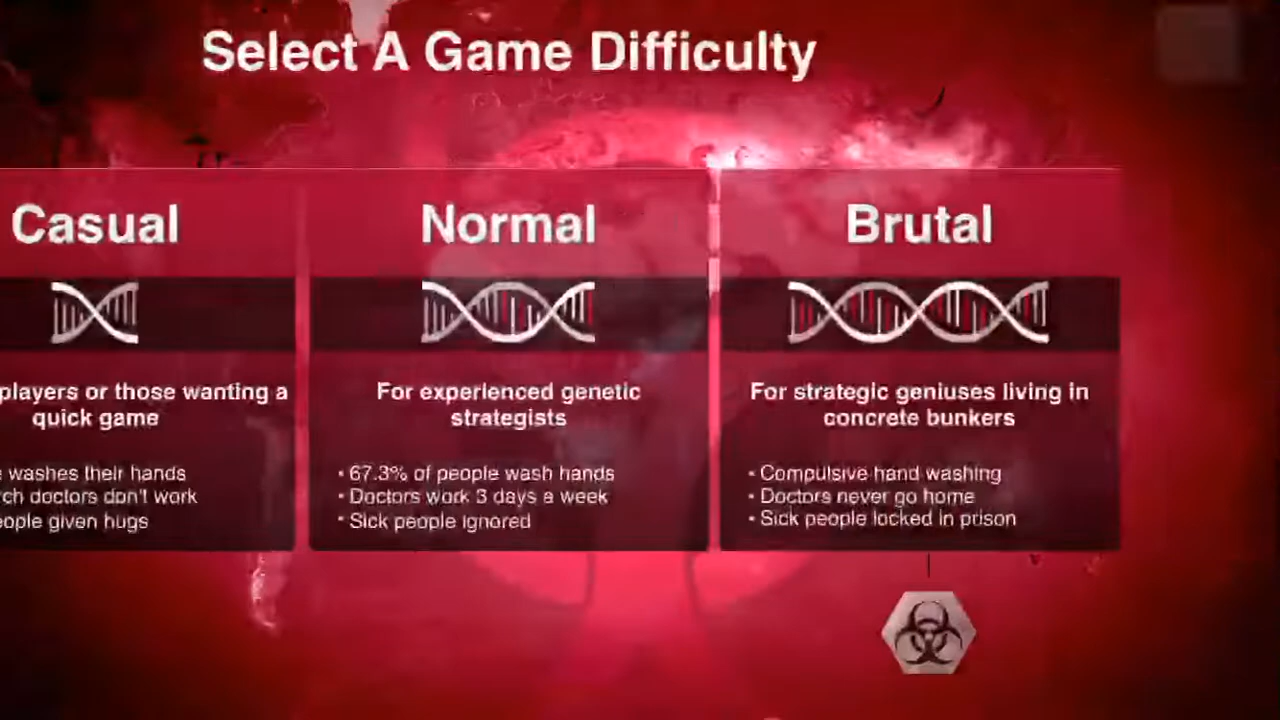 Select A Game Difficulty
Casual
Normal
Brutal
players or those wanting a
quick game
washes their hands
ch doctors don't work
ople given hugs
For experienced genetic
strategists
• 67.3% of people wash hands
• Doctors work 3 days a week
• Sick people ignored
For strategic geniuses living in
concrete bunkers
• Compulsive hand washing
• Doctors never go home
• Sick people locked in prison